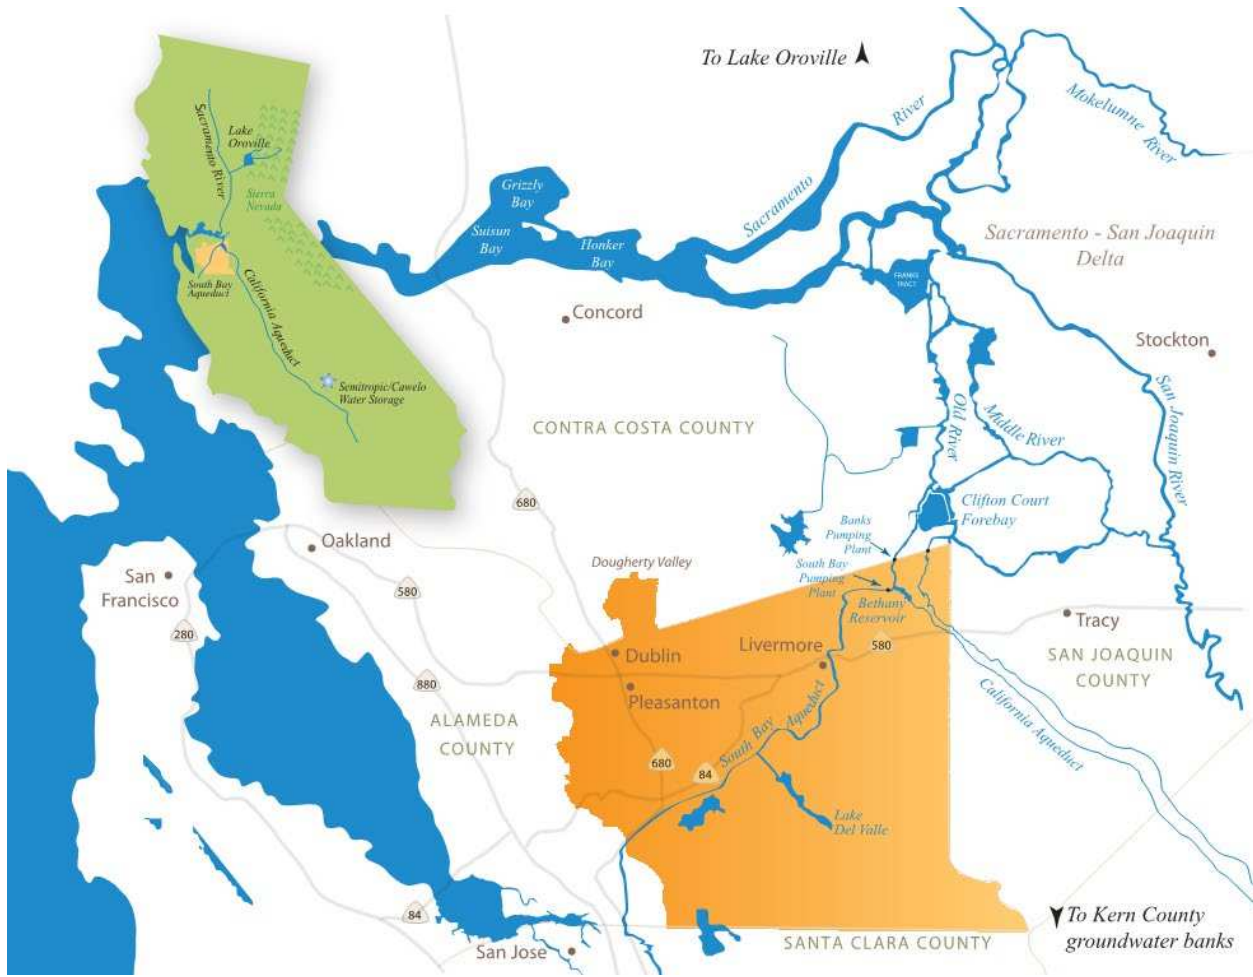 To Lake Oroville
Sacramento River
Lake
Oroville
Sierra
Nevada
South Bay
Aqueduct
California Aqueduct
Semitropic/Cawelo
Water Storage
Grizzly
Bay
Suisun
Bay
Honker
Bay
Sacramento River
Mokelumne River
Sacramento - San Joaquin
Delta
FRANKS
TRACT
Concord
Stockton
CONTRA COSTA COUNTY
Old River
Middle River
San Joaquin River
Clifton Court
Forebay
Banks
Pumping
Plant
South Bay
Pumping
Plant
Bethany
Reservoir
680
Oakland
San
Francisco
580
280
880
Dougherty Valley
Dublin
Pleasanton
Livermore
580
Tracy
SAN JOAQUIN
COUNTY
ALAMEDA
COUNTY
South Bay Aqueduct
California Aqueduct
680
84
Lake
Del Valle
84
San Jose
SANTA CLARA COUNTY
To Kern County
groundwater banks